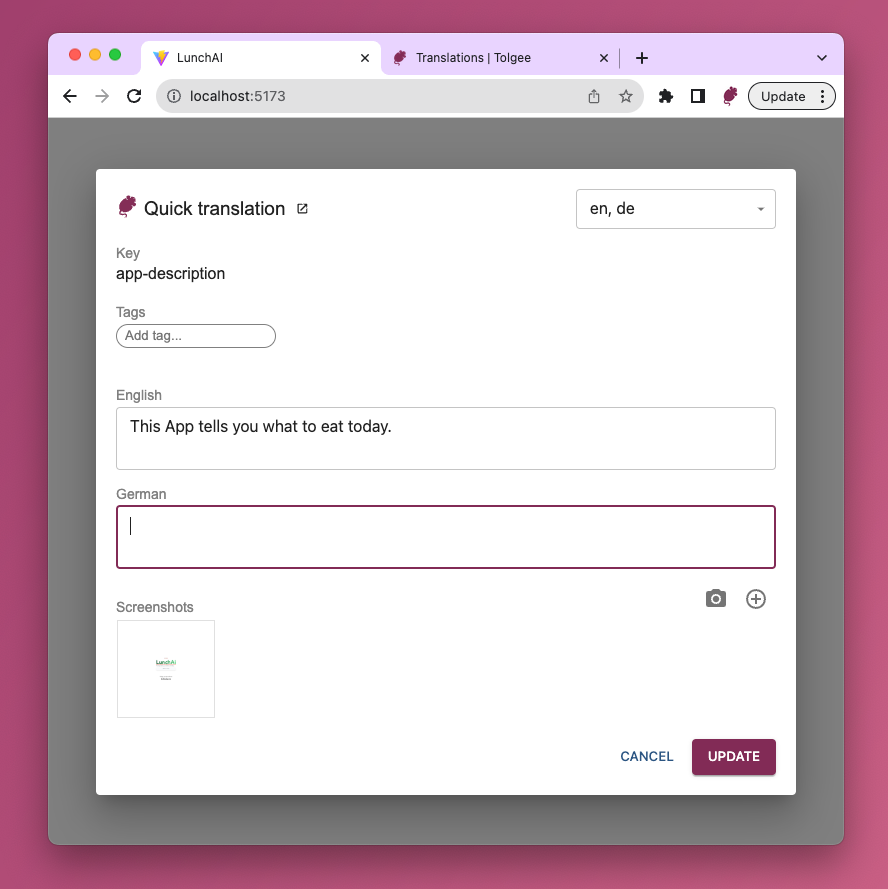 LunchAI
Translations | Tolgee
localhost:5173
Update
Quick translation
en, de
Key
app-description
Tags
Add tag...
English
This App tells you what to eat today.
German
Screenshots
LunchAi
CANCEL
UPDATE